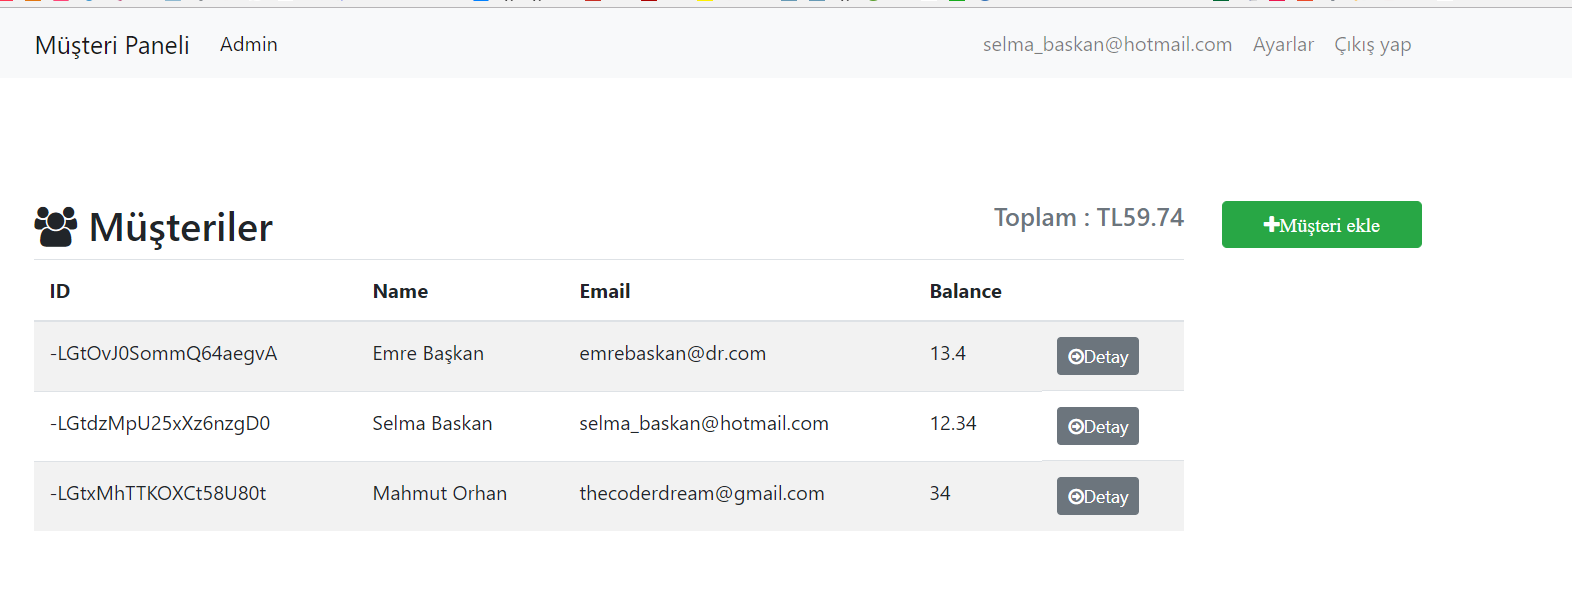 Müşteri Paneli Admin selma_baskan@hotmail.com Ayarlar Çıkış yap
Müşteriler Toplam : TL59.74 Müşteri ekle
ID Name Email Balance
-LGtOvJ0SommQ64aegvA Emre Başkan emrebaskan@dr.com 13.4 Detay
-LGtdzMpU25xXz6nzgD0 Selma Baskan selma_baskan@hotmail.com 12.34 Detay
-LGtxMhTTKOXCt58U80t Mahmut Orhan thecoderdream@gmail.com 34 Detay